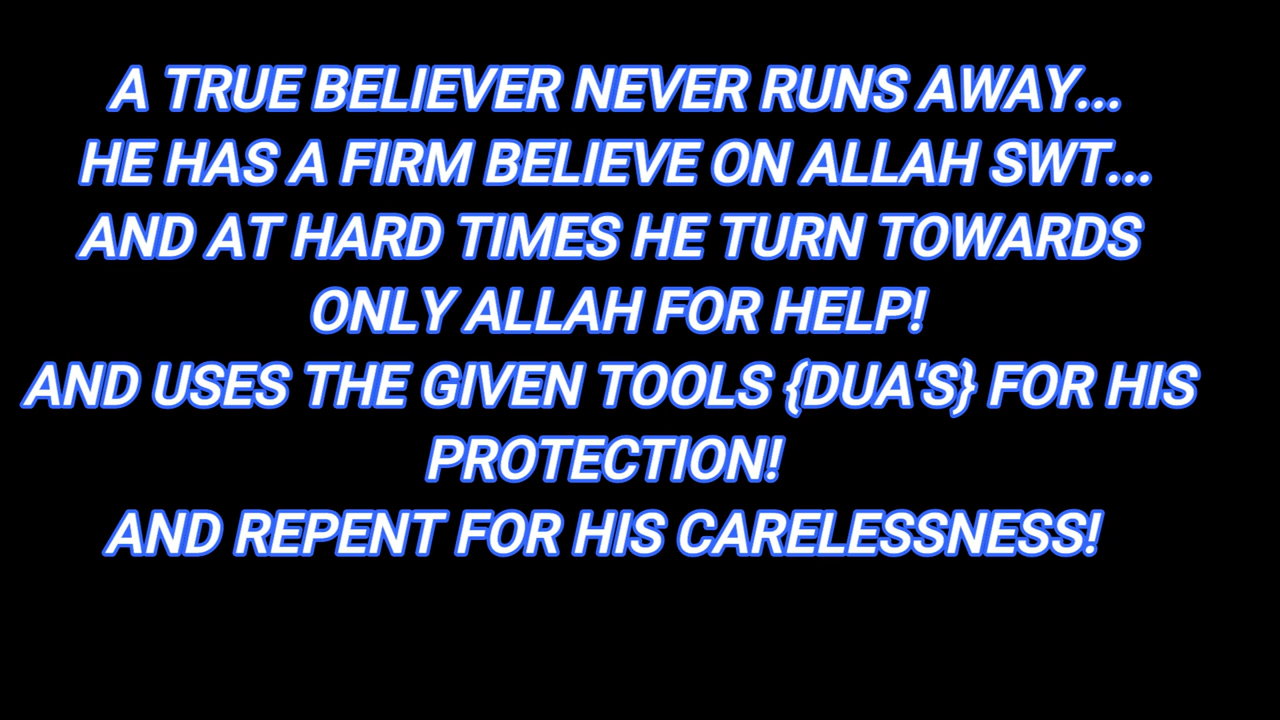 A TRUE BELIEVER NEVER RUNS AWAY...
HE HAS A FIRM BELIEVE ON ALLAH SWT...
AND AT HARD TIMES HE TURN TOWARDS
ONLY ALLAH FOR HELP!
AND USES THE GIVEN TOOLS {DUA'S} FOR HIS
PROTECTION!
AND REPENT FOR HIS CARELESSNESS!